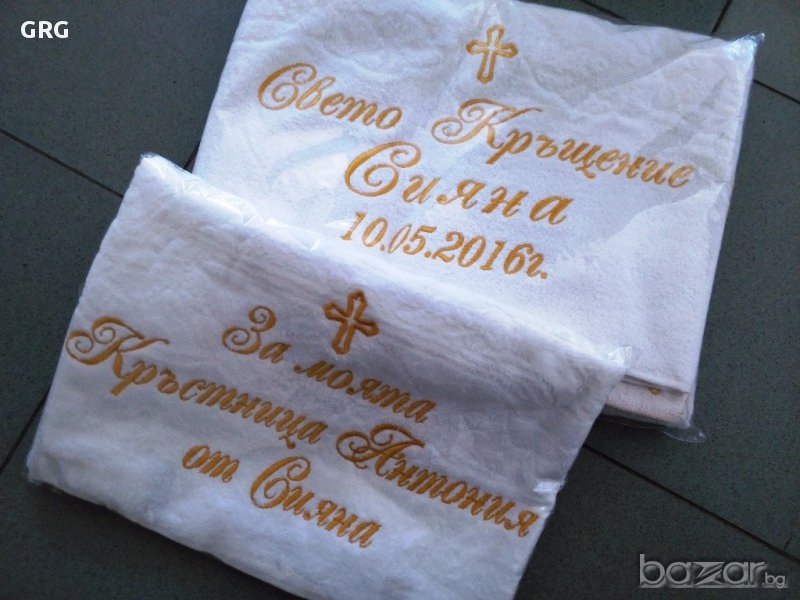 GRG
Свето Кръщение
Сияна
10.05.2016г.
За моята
Кръстница Антония
от Сияна
bazar.bg